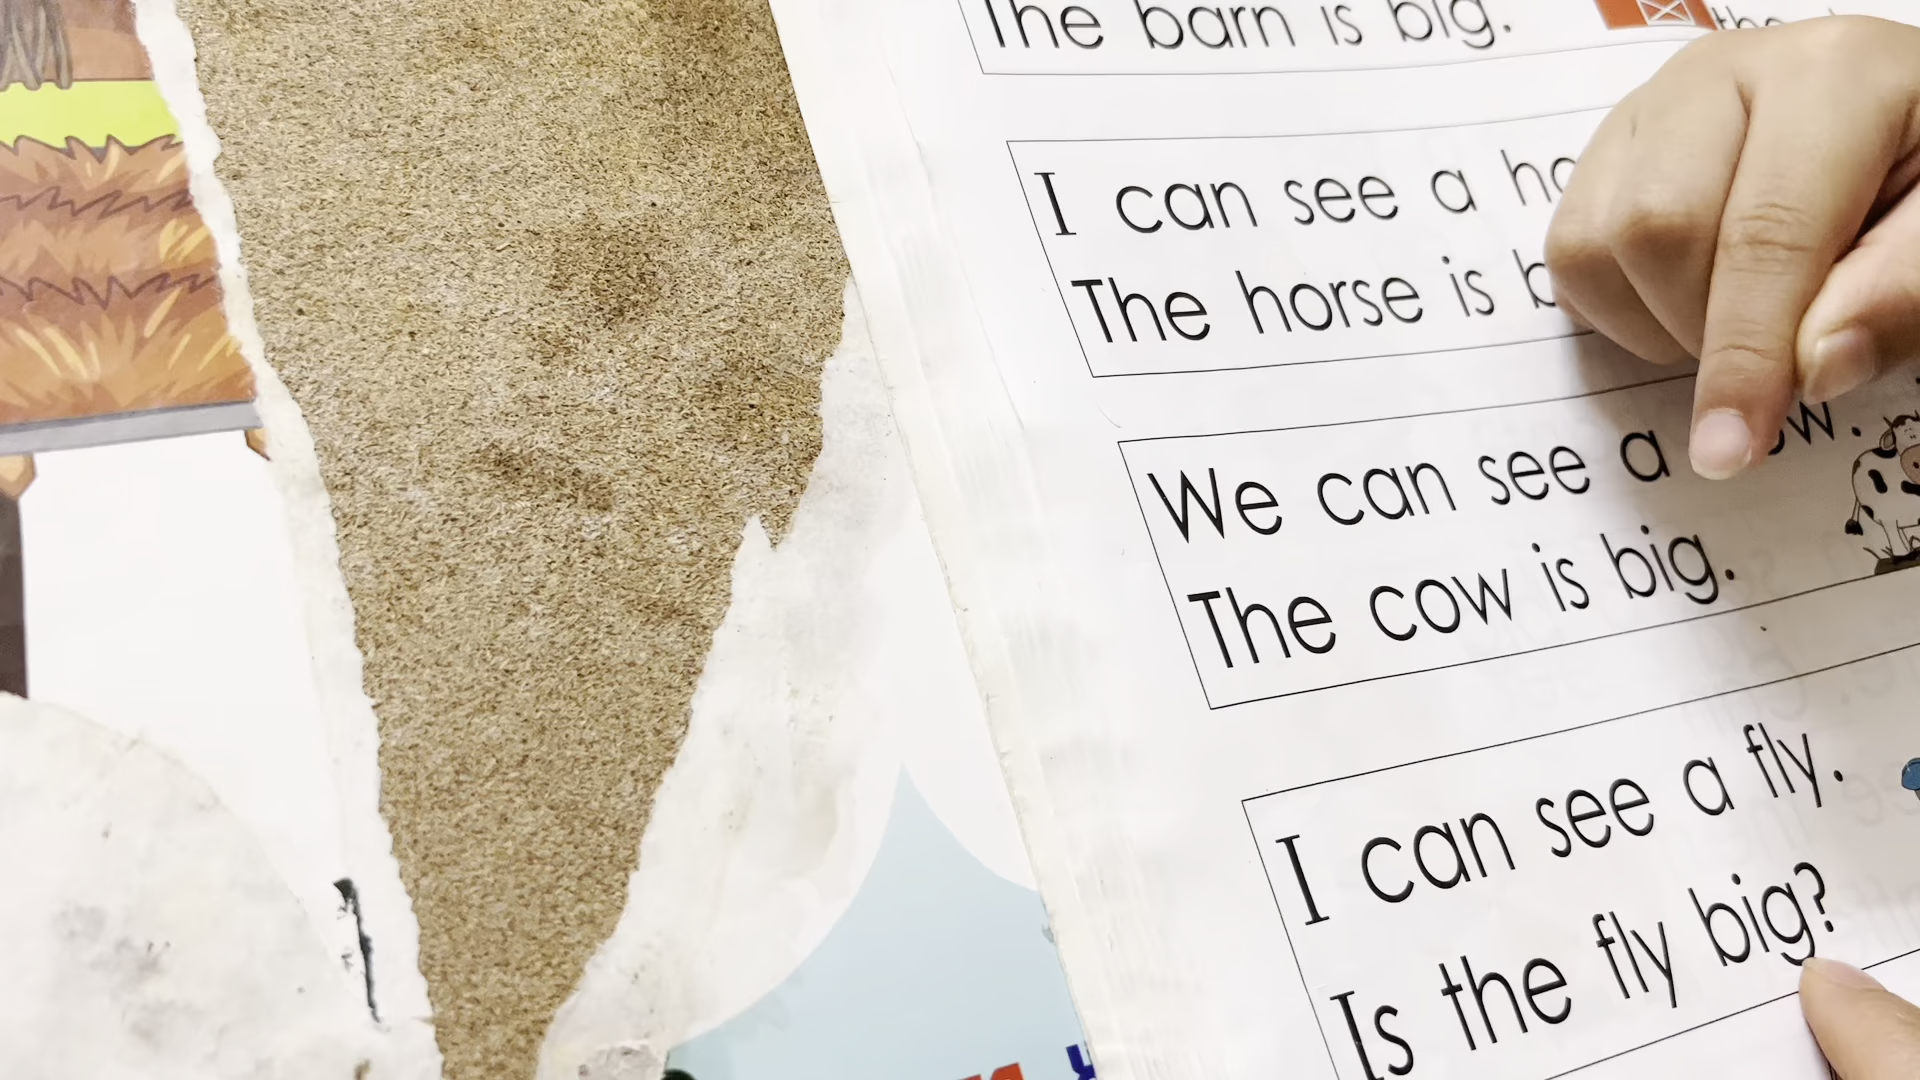 The barn is big.
I can see a
The horse is
We can see a
The cow is big.
I can see a fly.
Is the fly big?